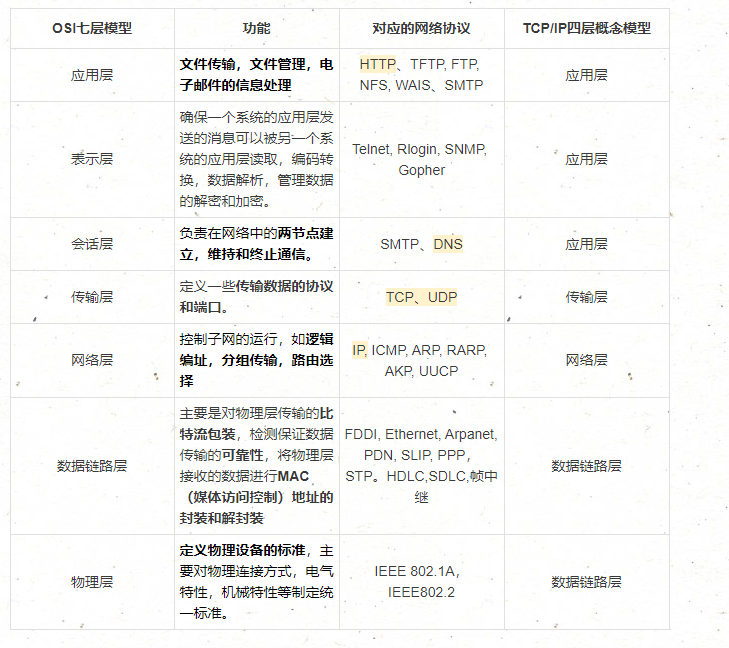 OSI七层模型 功能 对应的网络协议 TCP/IP四层概念模型
应用层
文件传输，文件管理，电
子邮件的信息处理
HTTP、TFTP, FTP,
NFS, WAIS、SMTP
应用层
表示层
确保一个系统的应用层发
送的消息可以被另一个系
统的应用层读取，编码转
换，数据解析，管理数据
的解密和加密。
Telnet, Rlogin, SNMP,
Gopher
应用层
会话层
负责在网络中的两节点建
立，维持和终止通信。
SMTP、DNS
应用层
传输层
定义一些传输数据的协议
和端口。
TCP、UDP
传输层
网络层
控制子网的运行，如逻辑
编址，分组传输，路由选
择
IP, ICMP, ARP, RARP,
AKP, UUCP
网络层
数据链路层
主要是对物理层传输的比
特流包装，检测保证数据
传输的可靠性，将物理层
接收的数据进行MAC
（媒体访问控制）地址的
封装和解封装
FDDI, Ethernet, Arpanet,
PDN, SLIP, PPP，
STP。HDLC,SDLC,帧中
继
数据链路层
物理层
定义物理设备的标准，主
要对物理连接方式，电气
特性，机械特性等制定统
一标准。
IEEE 802.1A，
IEEE802.2
数据链路层